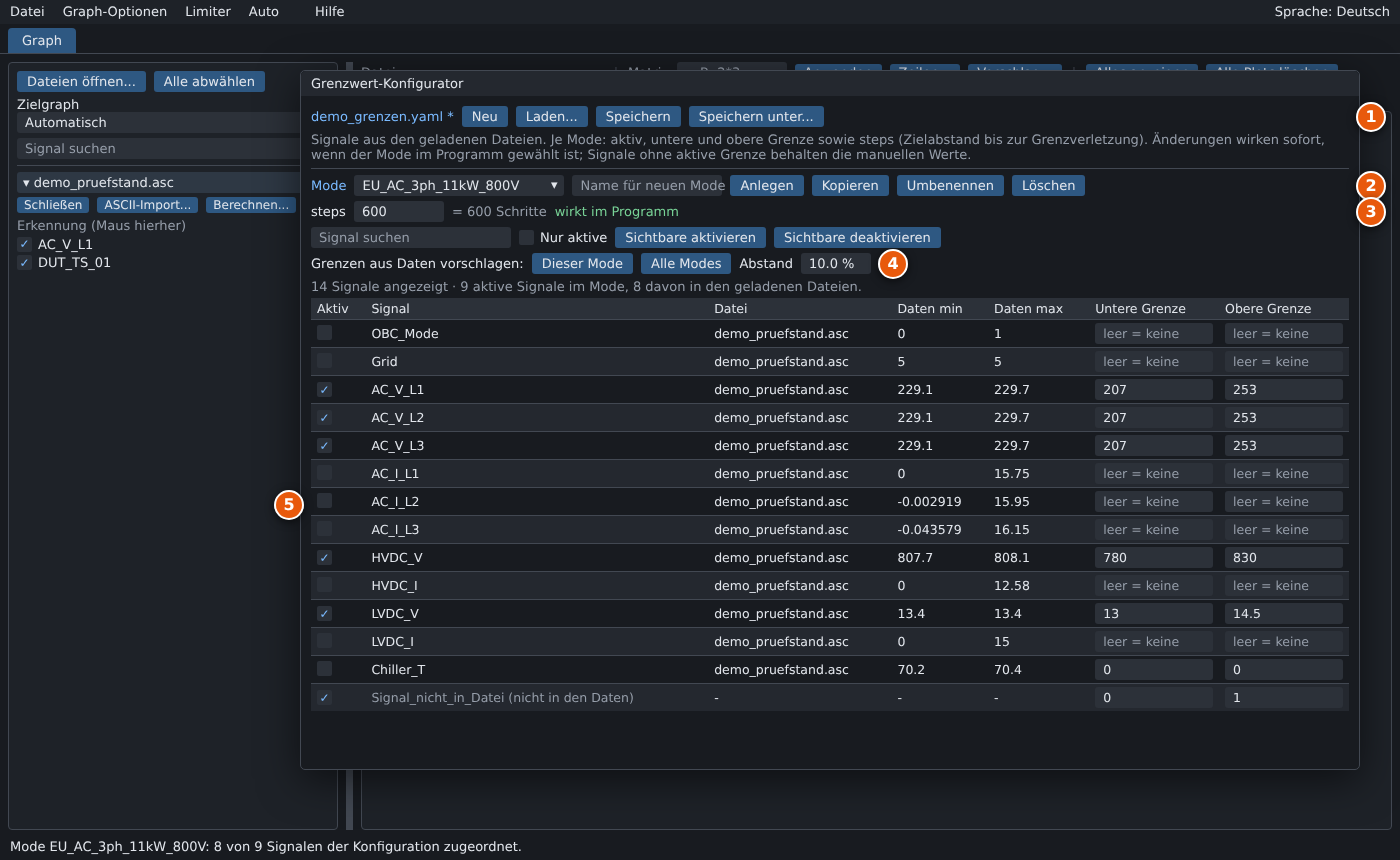 Datei Graph-Optionen Limiter Auto Hilfe Sprache: Deutsch
Graph
Dateien öffnen... Alle abwählen
Zielgraph
Automatisch
Signal suchen
▾ demo_pruefstand.asc
Schließen ASCII-Import... Berechnen...
Erkennung (Maus hierher)
✓ AC_V_L1
✓ DUT_TS_01
Grenzwert-Konfigurator
demo_grenzen.yaml * Neu Laden... Speichern Speichern unter... 1
Signale aus den geladenen Dateien. Je Mode: aktiv, untere und obere Grenze sowie steps (Zielabstand bis zur Grenzverletzung). Änderungen wirken sofort,
wenn der Mode im Programm gewählt ist; Signale ohne aktive Grenze behalten die manuellen Werte.
Mode EU_AC_3ph_11kW_800V ▼ Name für neuen Mode Anlegen Kopieren Umbenennen Löschen 2
steps 600 = 600 Schritte wirkt im Programm 3
Signal suchen Nur aktive Sichtbare aktivieren Sichtbare deaktivieren
Grenzen aus Daten vorschlagen: Dieser Mode Alle Modes Abstand 10.0 % 4
14 Signale angezeigt · 9 aktive Signale im Mode, 8 davon in den geladenen Dateien.
Aktiv Signal Datei Daten min Daten max Untere Grenze Obere Grenze
OBC_Mode demo_pruefstand.asc 0 1 leer = keine leer = keine
Grid demo_pruefstand.asc 5 5 leer = keine leer = keine
✓ AC_V_L1 demo_pruefstand.asc 229.1 229.7 207 253
✓ AC_V_L2 demo_pruefstand.asc 229.1 229.7 207 253
✓ AC_V_L3 demo_pruefstand.asc 229.1 229.7 207 253
AC_I_L1 demo_pruefstand.asc 0 15.75 leer = keine leer = keine
5 AC_I_L2 demo_pruefstand.asc -0.002919 15.95 leer = keine leer = keine
AC_I_L3 demo_pruefstand.asc -0.043579 16.15 leer = keine leer = keine
✓ HVDC_V demo_pruefstand.asc 807.7 808.1 780 830
HVDC_I demo_pruefstand.asc 0 12.58 leer = keine leer = keine
✓ LVDC_V demo_pruefstand.asc 13.4 13.4 13 14.5
LVDC_I demo_pruefstand.asc 0 15 leer = keine leer = keine
Chiller_T demo_pruefstand.asc 70.2 70.4 0 0
✓ Signal_nicht_in_Datei (nicht in den Daten) - - - 0 1
Mode EU_AC_3ph_11kW_800V: 8 von 9 Signalen der Konfiguration zugeordnet.